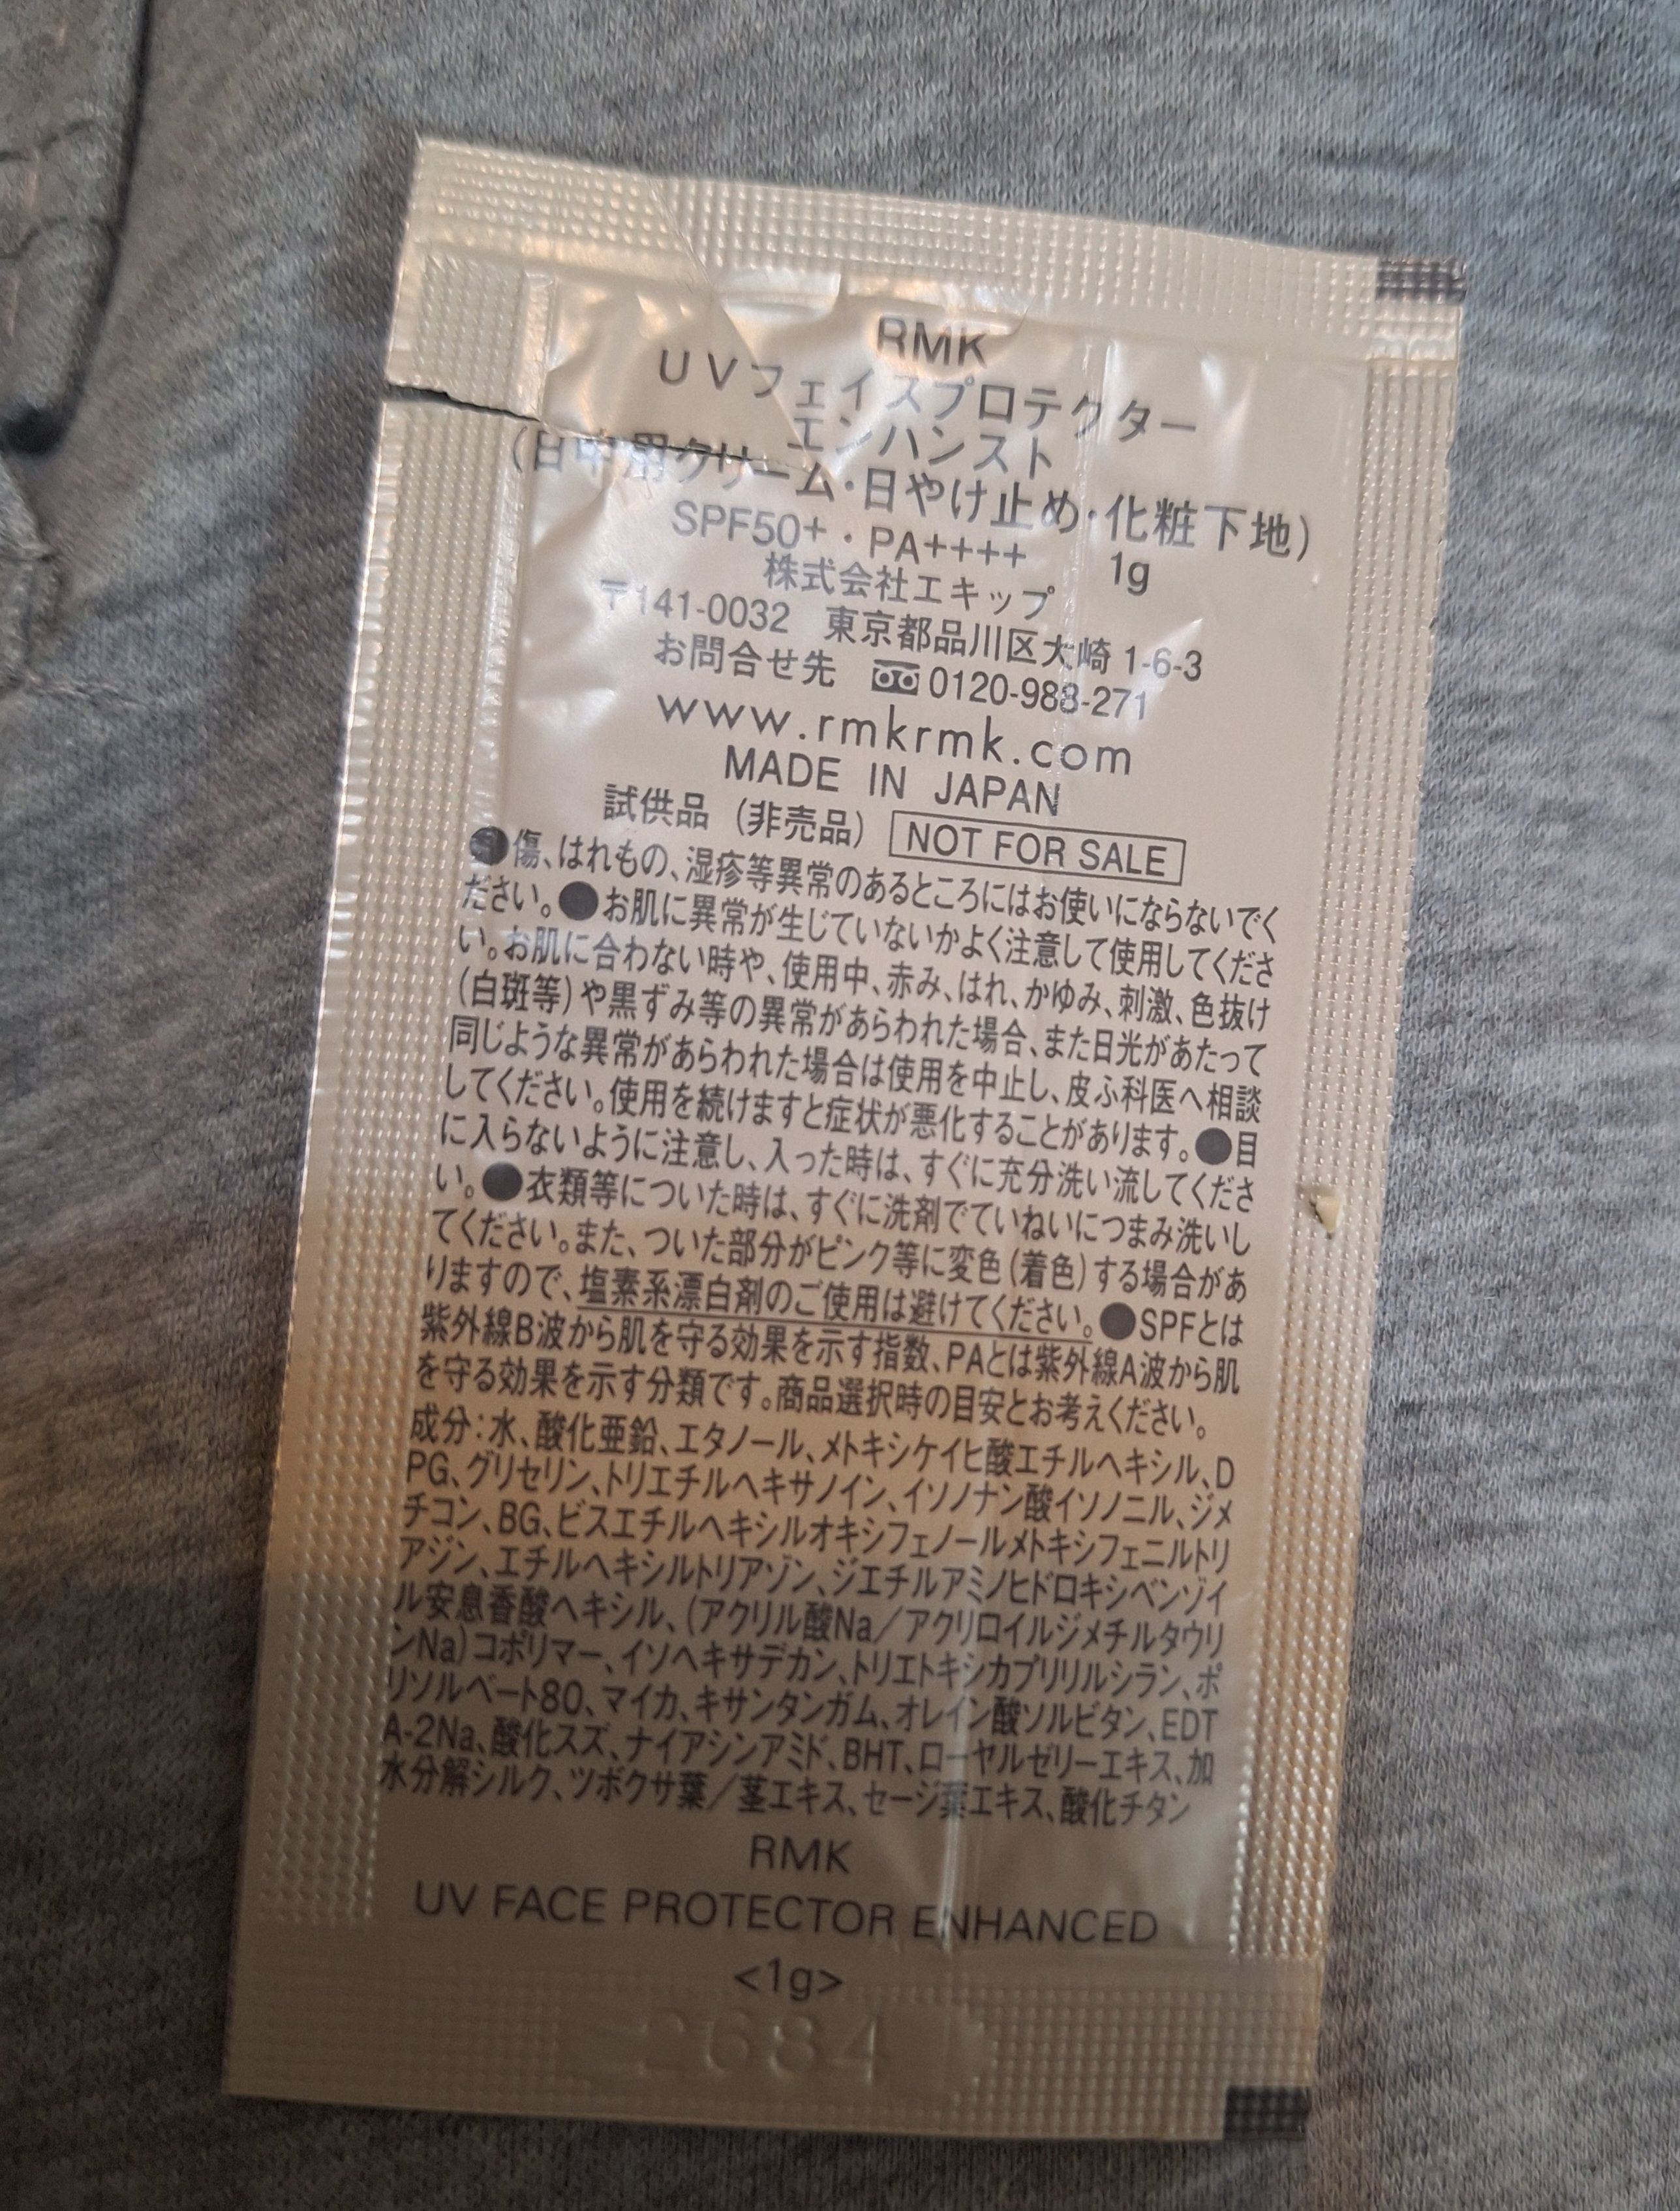 RMK
UVフェイスプロテクター
エンハンスト
(日中用クリーム・日やけ止め・化粧下地)
SPF50+・PA++++ 1g
株式会社エキップ
〒141-0032 東京都品川区大崎 1-6-3
お問合せ先 0120-988-271
www.rmkrmk.com
MADE IN JAPAN
試供品(非売品) NOT FOR SALE
●傷、はれもの、湿疹等異常のあるところにはお使いにならないでく
ださい。●お肌に異常が生じていないかよく注意して使用してくださ
い。お肌に合わない時や、使用中、赤み、はれ、かゆみ、刺激、色抜け
(白斑等)や黒ずみ等の異常があらわれた場合、また日光があたって
同じような異常があらわれた場合は使用を中止し、皮ふ科医へ相談
してください。使用を続けますと症状が悪化することがあります。●目
に入らないように注意し、入った時は、すぐに充分洗い流してくださ
い。●衣類等についた時は、すぐに洗剤でていねいにつまみ洗いし
てください。また、ついた部分がピンク等に変色(着色)する場合があ
りますので、塩素系漂白剤のご使用は避けてください。●SPFとは
紫外線B波から肌を守る効果を示す指数、PAとは紫外線A波から肌
を守る効果を示す分類です。商品選択時の目安とお考えください。
成分:水、酸化亜鉛、エタノール、メトキシケイヒ酸エチルヘキシル、D
PG、グリセリン、トリエチルヘキサノイン、イソノナン酸イソノニル、ジメ
チコン、BG、ビスエチルヘキシルオキシフェノールメトキシフェニルトリ
アジン、エチルヘキシルトリアゾン、ジエチルアミノヒドロキシベンゾイ
ル安息香酸ヘキシル、(アクリル酸Na/アクリロイルジメチルタウリ
ンNa)コポリマー、イソヘキサデカン、トリエトキシカプリリルシラン、ポ
リソルベート80、マイカ、キサンタンガム、オレイン酸ソルビタン、EDT
A-2Na、酸化スズ、ナイアシンアミド、BHT、ローヤルゼリーエキス、加
水分解シルク、ツボクサ葉/茎エキス、セージ葉エキス、酸化チタン
RMK
UV FACE PROTECTOR ENHANCED
<1g>
2684